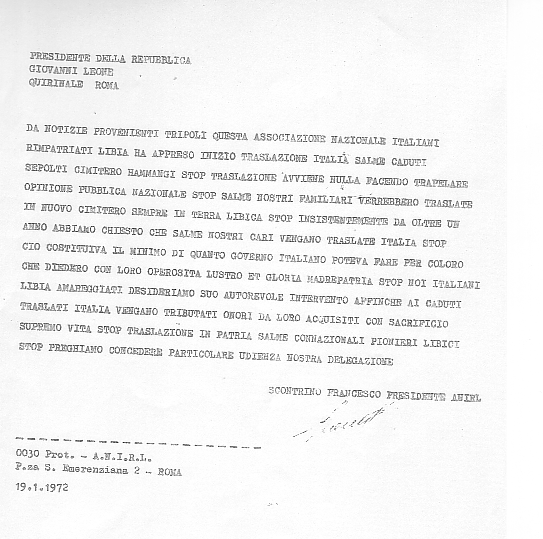 PRESIDENTE DELLA REPUBBLICA
GIOVANNI LEONE
QUIRINALE ROMA
DA NOTIZIE PROVENIENTI TRIPOLI QUESTA ASSOCIAZIONE NAZIONALE ITALIANI
RIMPATRIATI LIBIA HA APPRESO INIZIO TRASLAZIONE ITALIA SALME CADUTI
SEPOLTI CIMITERO HAMMANGI STOP TRASLAZIONE AVVIENE NULLA FACENDO TRAPELARE
OPINIONE PUBBLICA NAZIONALE STOP SALME NOSTRI FAMILIARI VERREBBERO TRASLATE
IN NUOVO CIMITERO SEMPRE IN TERRA LIBICA STOP INSISTENTEMENTE DA OLTRE UN
ANNO ABBIAMO CHIESTO CHE SALME NOSTRI CARI VENGANO TRASLATE ITALIA STOP
CIO COSTITUIVA IL MINIMO DI QUANTO GOVERNO ITALIANO POTEVA FARE PER COLORO
CHE DIEDERO CON LORO OPEROSITA LUSTRO ET GLORIA MADREPATRIA STOP NOI ITALIANI
LIBIA AMAREGGIATI DESIDERIAMO SUO AUTOREVOLE INTERVENTO AFFINCHE AI CADUTI
TRASLATI ITALIA VENGANO TRIBUTATI ONORI DA LORO ACQUISITI CON SACRIFICIO
SUPREMO VITA STOP TRASLAZIONE IN PATRIA SALME CONNAZIONALI PIONIERI LIBICI
STOP PREGHIAMO CONCEDERE PARTICOLARE UDIENZA NOSTRA DELEGAZIONE
SCONTRINO FRANCESCO PRESIDENTE ANIRL
0030 Prot. - A.N.I.R.L.
P.za S. Emerenziana 2 - ROMA
19.1.1972